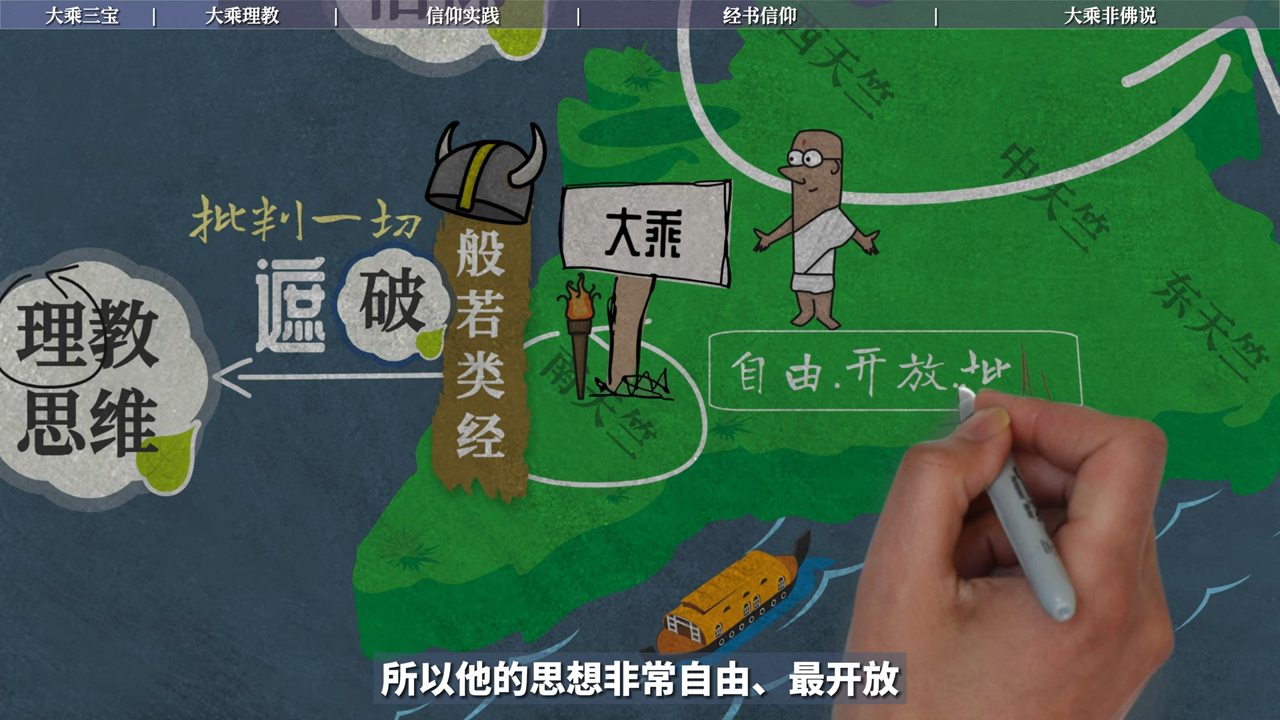 大乘三宝 | 大乘理教 | 信仰实践 | 经书信仰 | 大乘非佛说
西天竺
中天竺
东天竺
南天竺
批判一切
遮 破
般若类经
大乘
理教
思维
自由.开放.批
所以他的思想非常自由、最开放